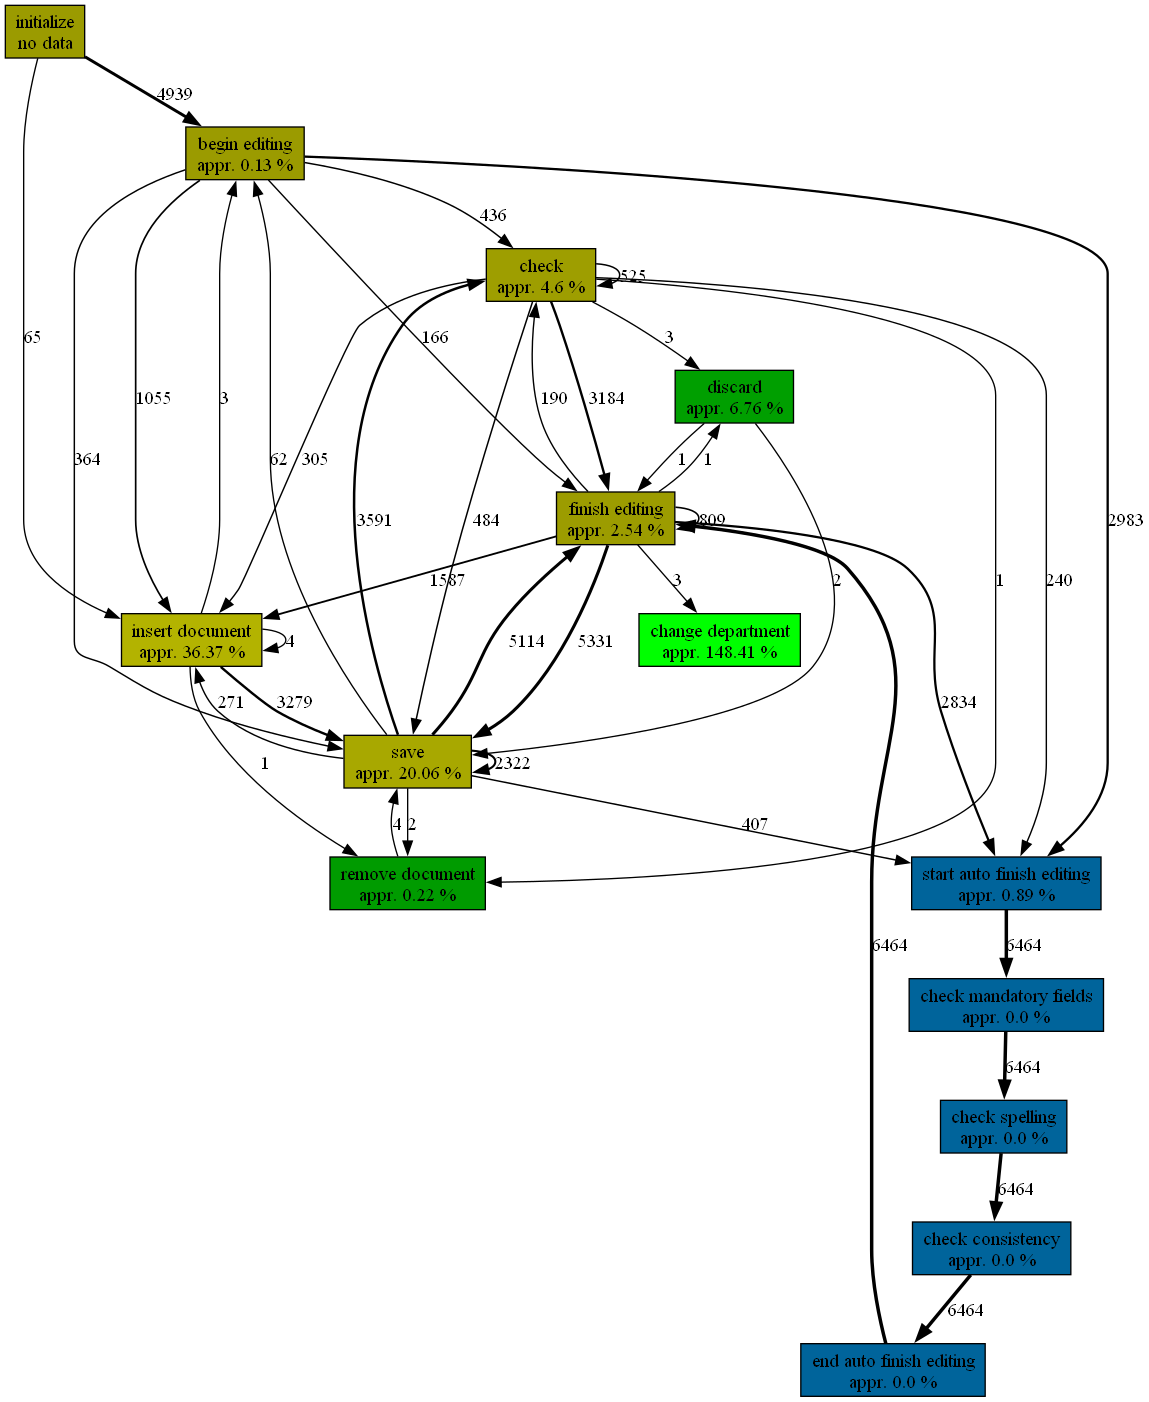 initialize
no data
4939
begin editing
appr. 0.13 %
436
check
appr. 4.6 %
525
65
166
3
1055
3
190
3184
discard
appr. 6.76 %
364
62
305
1
1
3591
484
finish editing
appr. 2.54 %
809
2983
1587
3
2
1
240
insert document
appr. 36.37 %
4
5114
5331
change department
appr. 148.41 %
271
3279
2834
save
appr. 20.06 %
2322
1
4
2
407
remove document
appr. 0.22 %
start auto finish editing
appr. 0.89 %
6464
6464
check mandatory fields
appr. 0.0 %
6464
check spelling
appr. 0.0 %
6464
check consistency
appr. 0.0 %
6464
end auto finish editing
appr. 0.0 %